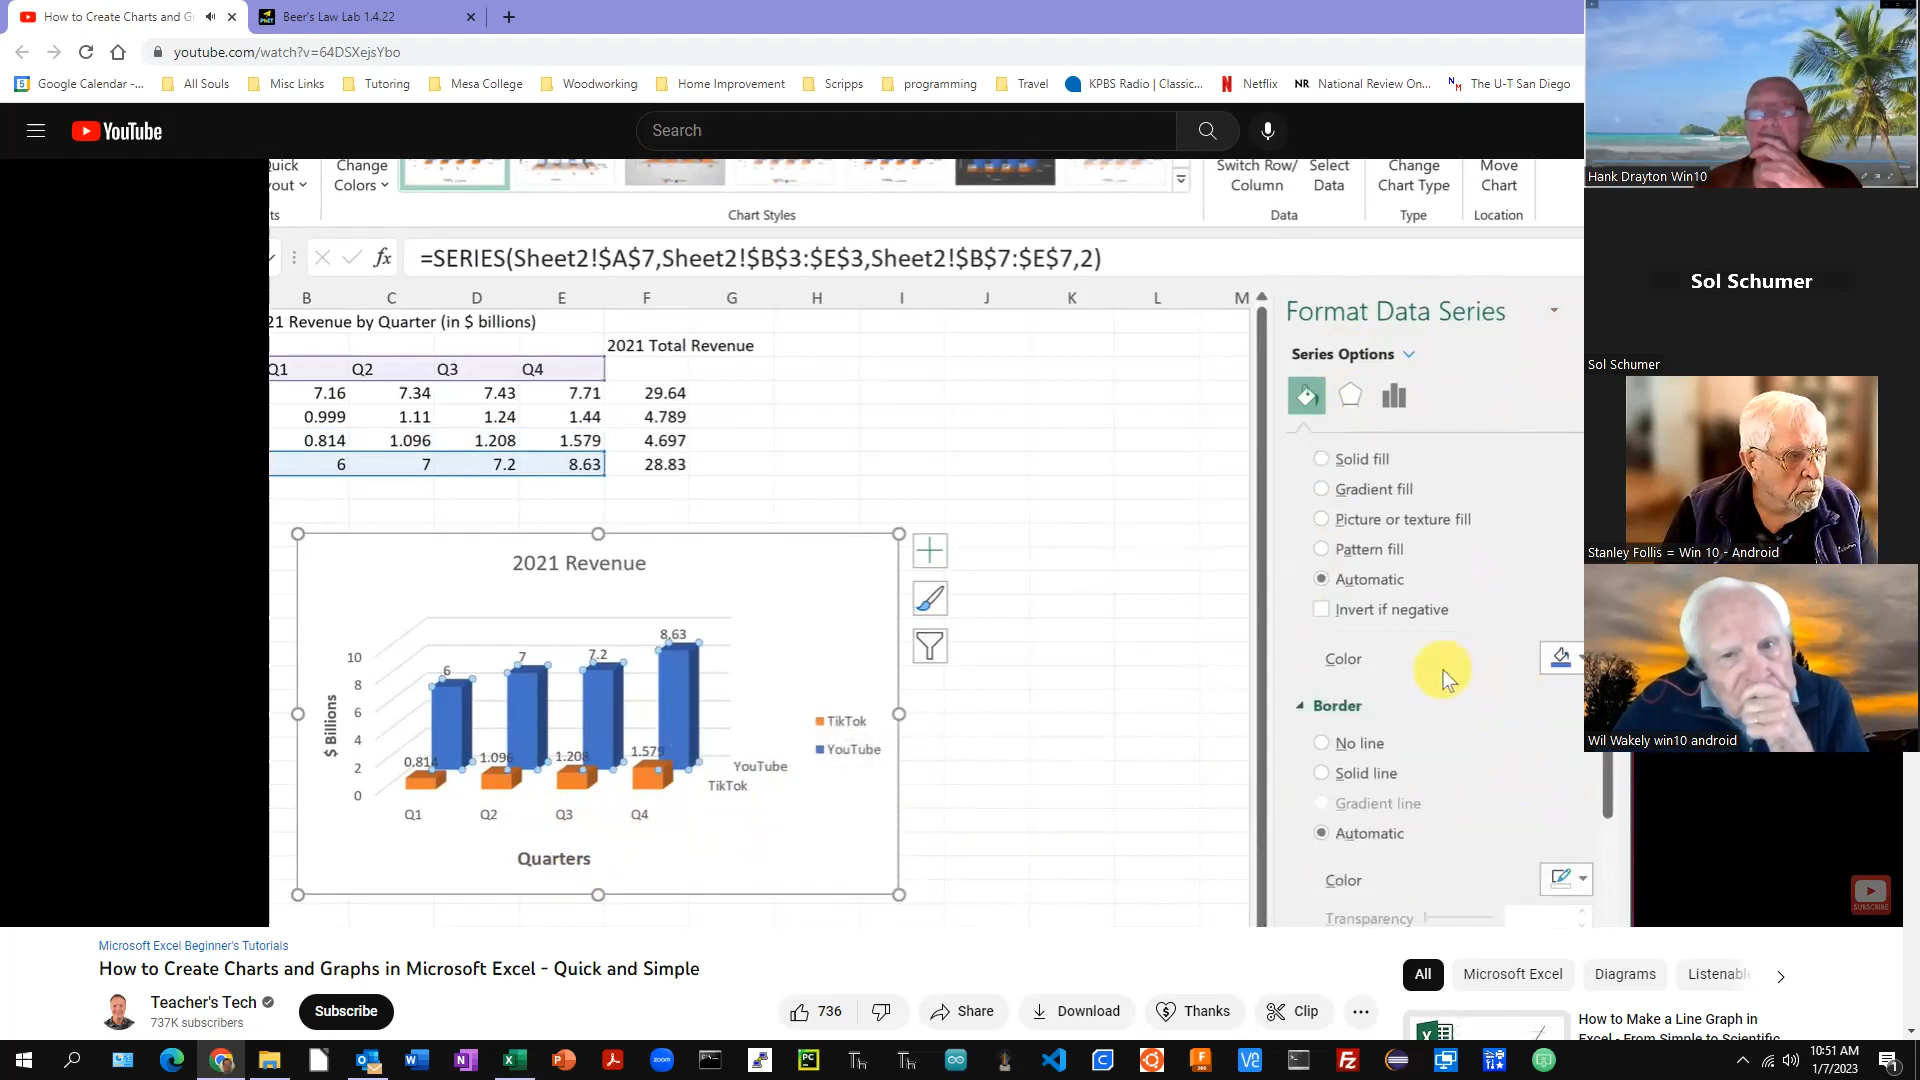 How to Create Charts and G
Beer's Law Lab 1.4.22
youtube.com/watch?v=64DSXejsYbo
Google Calendar -... All Souls Misc Links Tutoring Mesa College Woodworking Home Improvement Scripps programming Travel KPBS Radio | Classic... Netflix National Review On... The U-T San Diego
YouTube
Search
Change Colors
Chart Styles
Switch Row/ Column
Select Data
Data
Change Chart Type
Type
Move Chart
Location
fx =SERIES(Sheet2!$A$7,Sheet2!$B$3:$E$3,Sheet2!$B$7:$E$7,2)
B C D E F G H I J K L M
21 Revenue by Quarter (in $ billions)
2021 Total Revenue
Q1 Q2 Q3 Q4
7.16 7.34 7.43 7.71 29.64
0.999 1.11 1.24 1.44 4.789
0.814 1.096 1.208 1.579 4.697
6 7 7.2 8.63 28.83
2021 Revenue
$ Billions
10
8
6
4
2
0
6 7 7.2 8.63
0.814 1.096 1.208 1.579
YouTube
TikTok
Q1 Q2 Q3 Q4
Quarters
TikTok
YouTube
Format Data Series
Series Options
Solid fill
Gradient fill
Picture or texture fill
Pattern fill
Automatic
Invert if negative
Color
Border
No line
Solid line
Gradient line
Automatic
Color
Transparency
SUBSCRIBE
Hank Drayton Win10
Sol Schumer
Sol Schumer
Stanley Follis = Win 10 - Android
Wil Wakely win10 android
Microsoft Excel Beginner's Tutorials
How to Create Charts and Graphs in Microsoft Excel - Quick and Simple
Teacher's Tech
737K subscribers
Subscribe
736
Share
Download
Thanks
Clip
All Microsoft Excel Diagrams Listenable
How to Make a Line Graph in
Excel - From Simple to Scientific
10:51 AM
1/7/2023